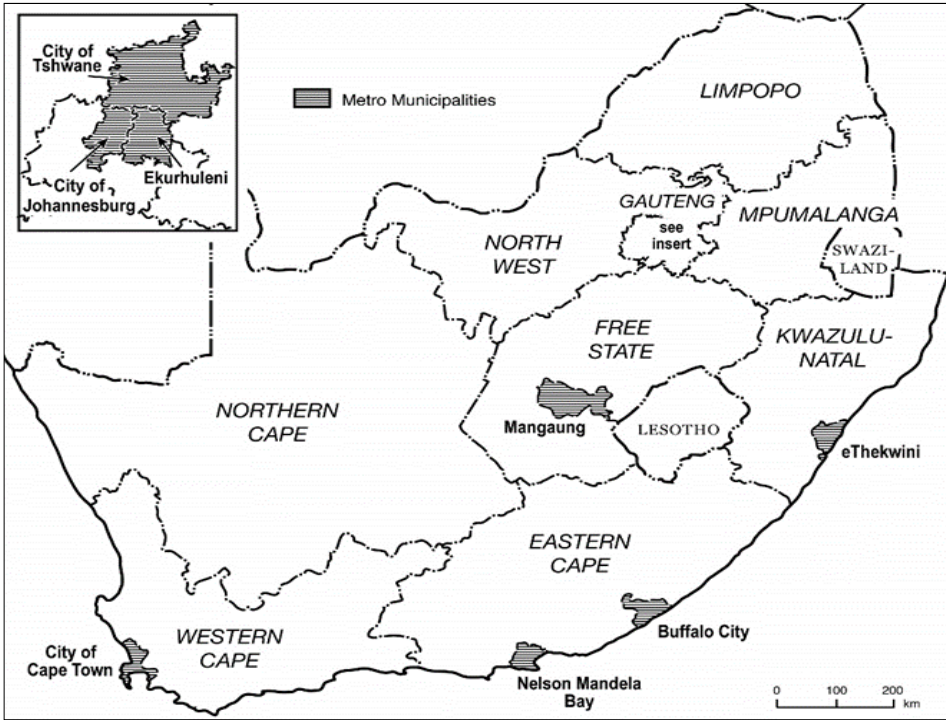 City of
Tshwane
City of
Johannesburg
Ekurhuleni
Metro Municipalities
LIMPOPO
GAUTENG
see
insert
MPUMALANGA
SWAZI-
LAND
NORTH
WEST
FREE
STATE
KWAZULU-
NATAL
NORTHERN
CAPE
Mangaung
LESOTHO
eThekwini
EASTERN
CAPE
Buffalo City
WESTERN
CAPE
City of
Cape Town
Nelson Mandela
Bay
0 100 200
km